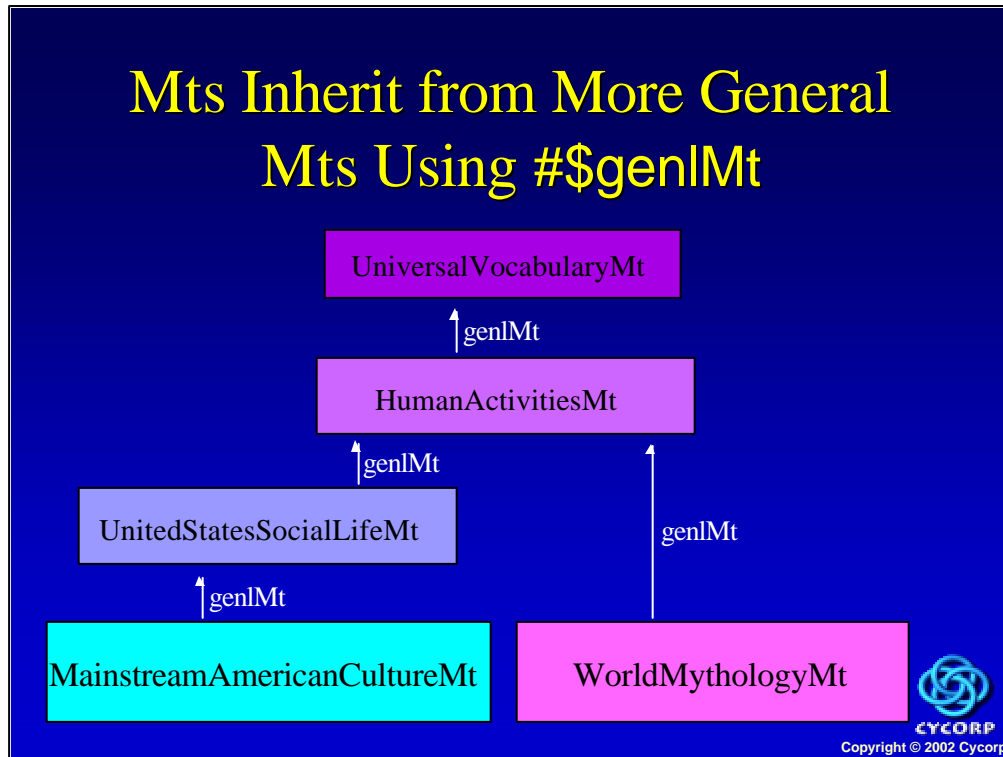 Mts Inherit from More General
Mts Using #$genlMt
UniversalVocabularyMt
genlMt
HumanActivitiesMt
genlMt
genlMt
UnitedStatesSocialLifeMt
genlMt
MainstreamAmericanCultureMt
WorldMythologyMt
CYCORP
Copyright © 2002 Cycorp